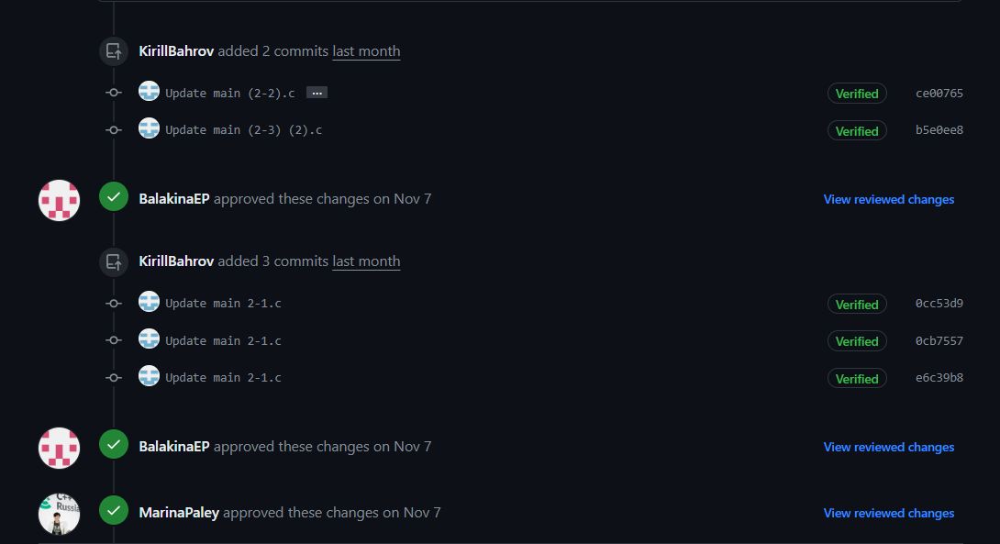 KirillBahrov added 2 commits last month
Update main (2-2).c ... Verified ce00765
Update main (2-3) (2).c Verified b5e0ee8
BalakinaEP approved these changes on Nov 7 View reviewed changes
KirillBahrov added 3 commits last month
Update main 2-1.c Verified 0cc53d9
Update main 2-1.c Verified 0cb7557
Update main 2-1.c Verified e6c39b8
BalakinaEP approved these changes on Nov 7 View reviewed changes
C++
Russia
MarinaPaley approved these changes on Nov 7 View reviewed changes